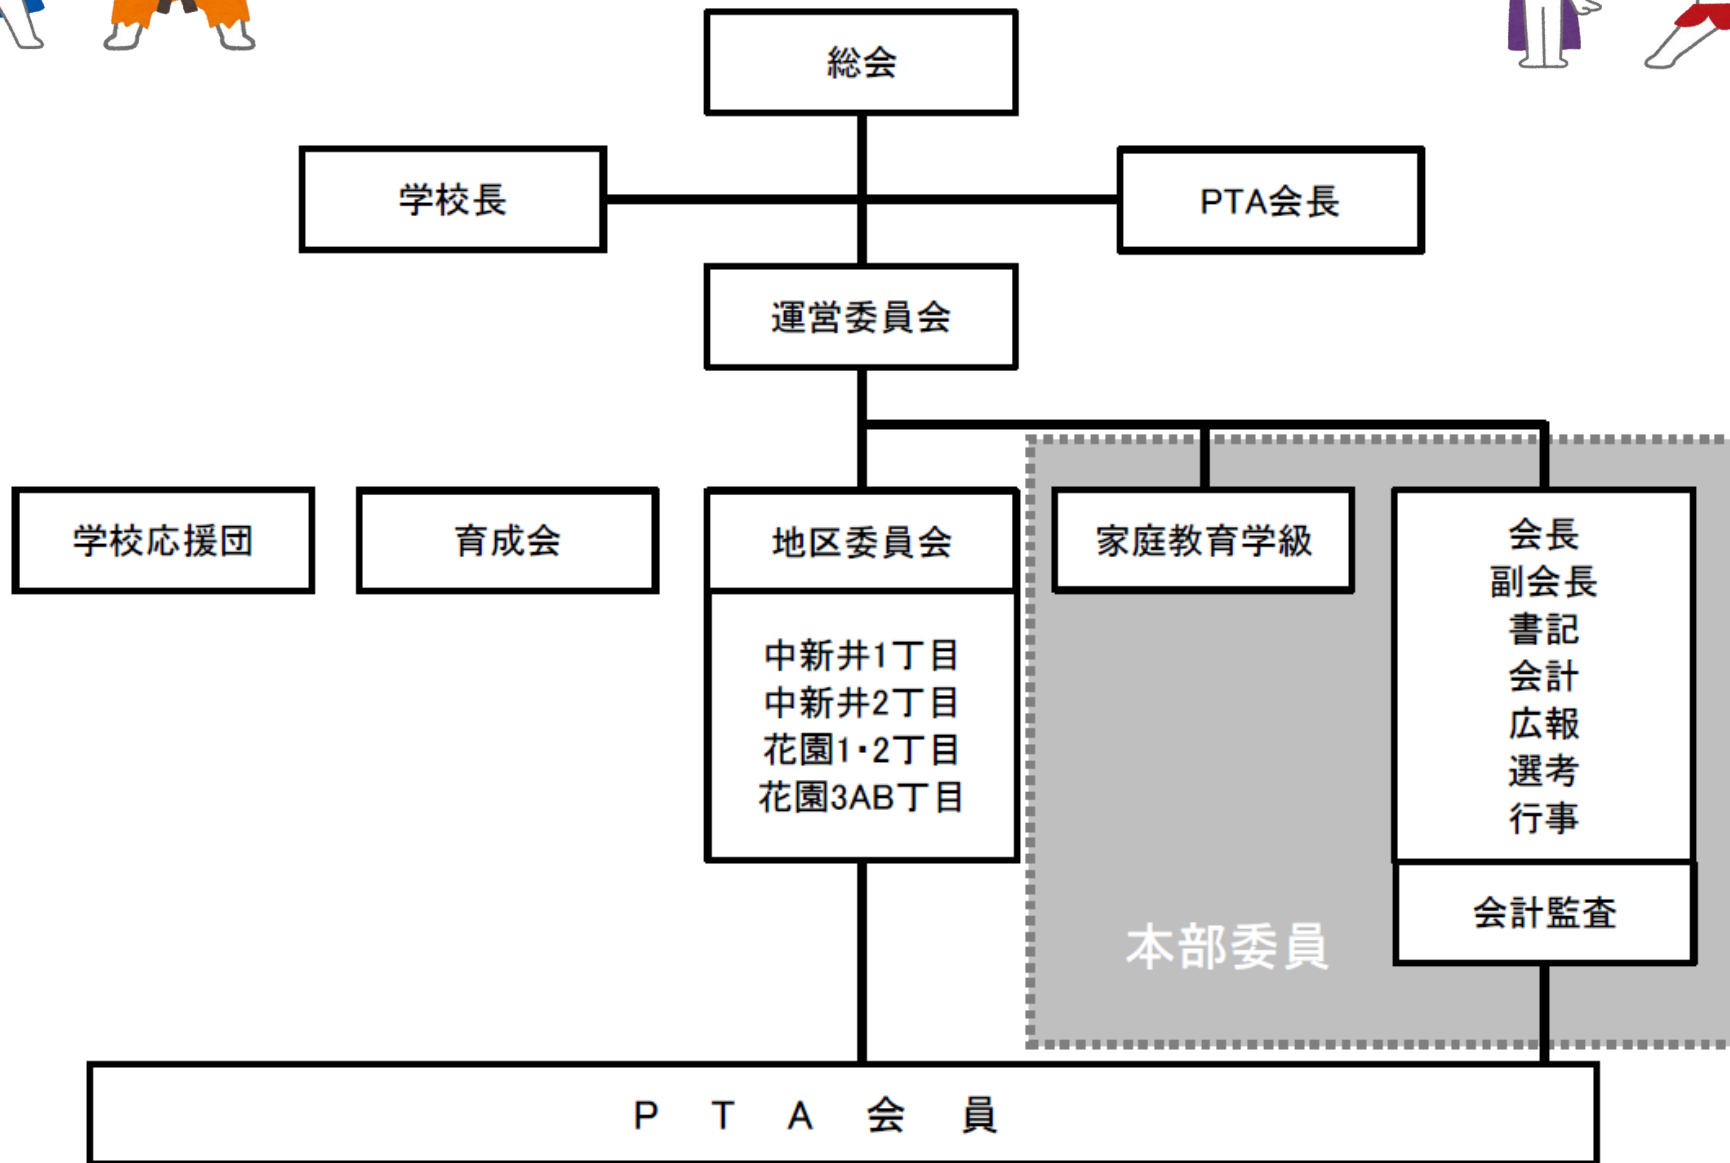 総会
学校長
PTA会長
運営委員会
学校応援団
育成会
地区委員会
中新井1丁目
中新井2丁目
花園1・2丁目
花園3AB丁目
家庭教育学級
会長
副会長
書記
会計
広報
選考
行事
会計監査
本部委員
PTA会員